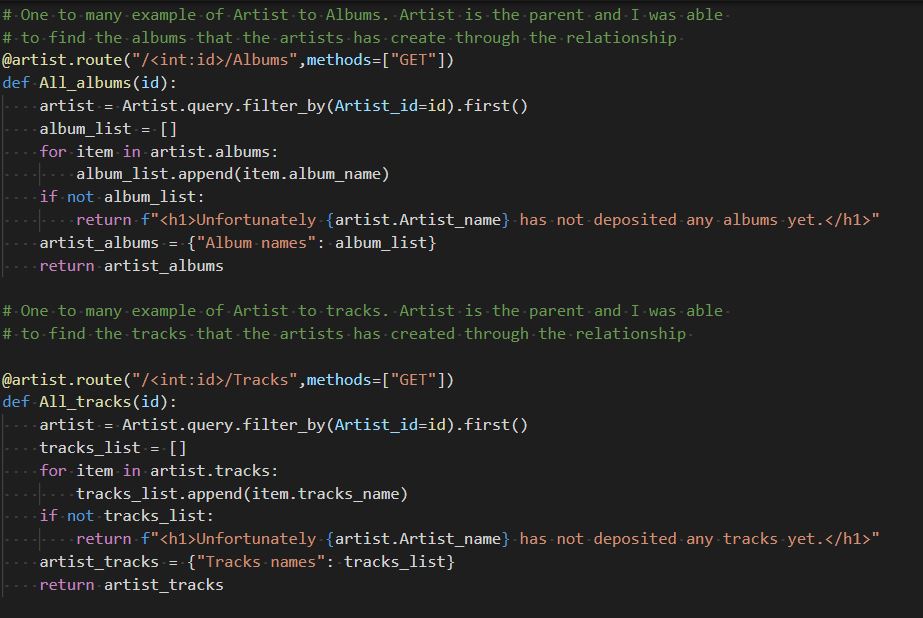 # One to many example of Artist to Albums. Artist is the parent and I was able
# to find the albums that the artists has create through the relationship
@artist.route("/<int:id>/Albums",methods=["GET"])
def All_albums(id):
    artist = Artist.query.filter_by(Artist_id=id).first()
    album_list = []
    for item in artist.albums:
        album_list.append(item.album_name)
    if not album_list:
        return f"<h1>Unfortunately {artist.Artist_name} has not deposited any albums yet.</h1>"
    artist_albums = {"Album names": album_list}
    return artist_albums
# One to many example of Artist to tracks. Artist is the parent and I was able
# to find the tracks that the artists has created through the relationship
@artist.route("/<int:id>/Tracks",methods=["GET"])
def All_tracks(id):
    artist = Artist.query.filter_by(Artist_id=id).first()
    tracks_list = []
    for item in artist.tracks:
        tracks_list.append(item.tracks_name)
    if not tracks_list:
        return f"<h1>Unfortunately {artist.Artist_name} has not deposited any tracks yet.</h1>"
    artist_tracks = {"Tracks names": tracks_list}
    return artist_tracks